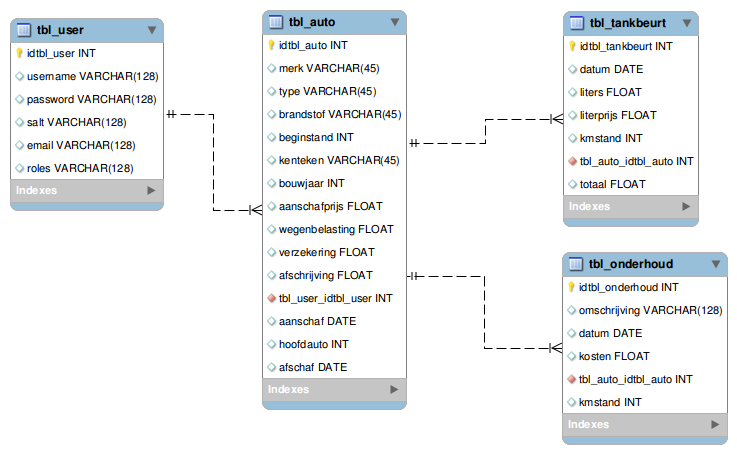 tbl_user
idtbl_user INT
username VARCHAR(128)
password VARCHAR(128)
salt VARCHAR(128)
email VARCHAR(128)
roles VARCHAR(128)
Indexes
tbl_auto
idtbl_auto INT
merk VARCHAR(45)
type VARCHAR(45)
brandstof VARCHAR(45)
beginstand INT
kenteken VARCHAR(45)
bouwjaar INT
aanschafprijs FLOAT
wegenbelasting FLOAT
verzekering FLOAT
afschrijving FLOAT
tbl_user_idtbl_user INT
aanschaf DATE
hoofdauto INT
afschaf DATE
Indexes
tbl_tankbeurt
idtbl_tankbeurt INT
datum DATE
liters FLOAT
literprijs FLOAT
kmstand INT
tbl_auto_idtbl_auto INT
totaal FLOAT
Indexes
tbl_onderhoud
idtbl_onderhoud INT
omschrijving VARCHAR(128)
datum DATE
kosten FLOAT
tbl_auto_idtbl_auto INT
kmstand INT
Indexes